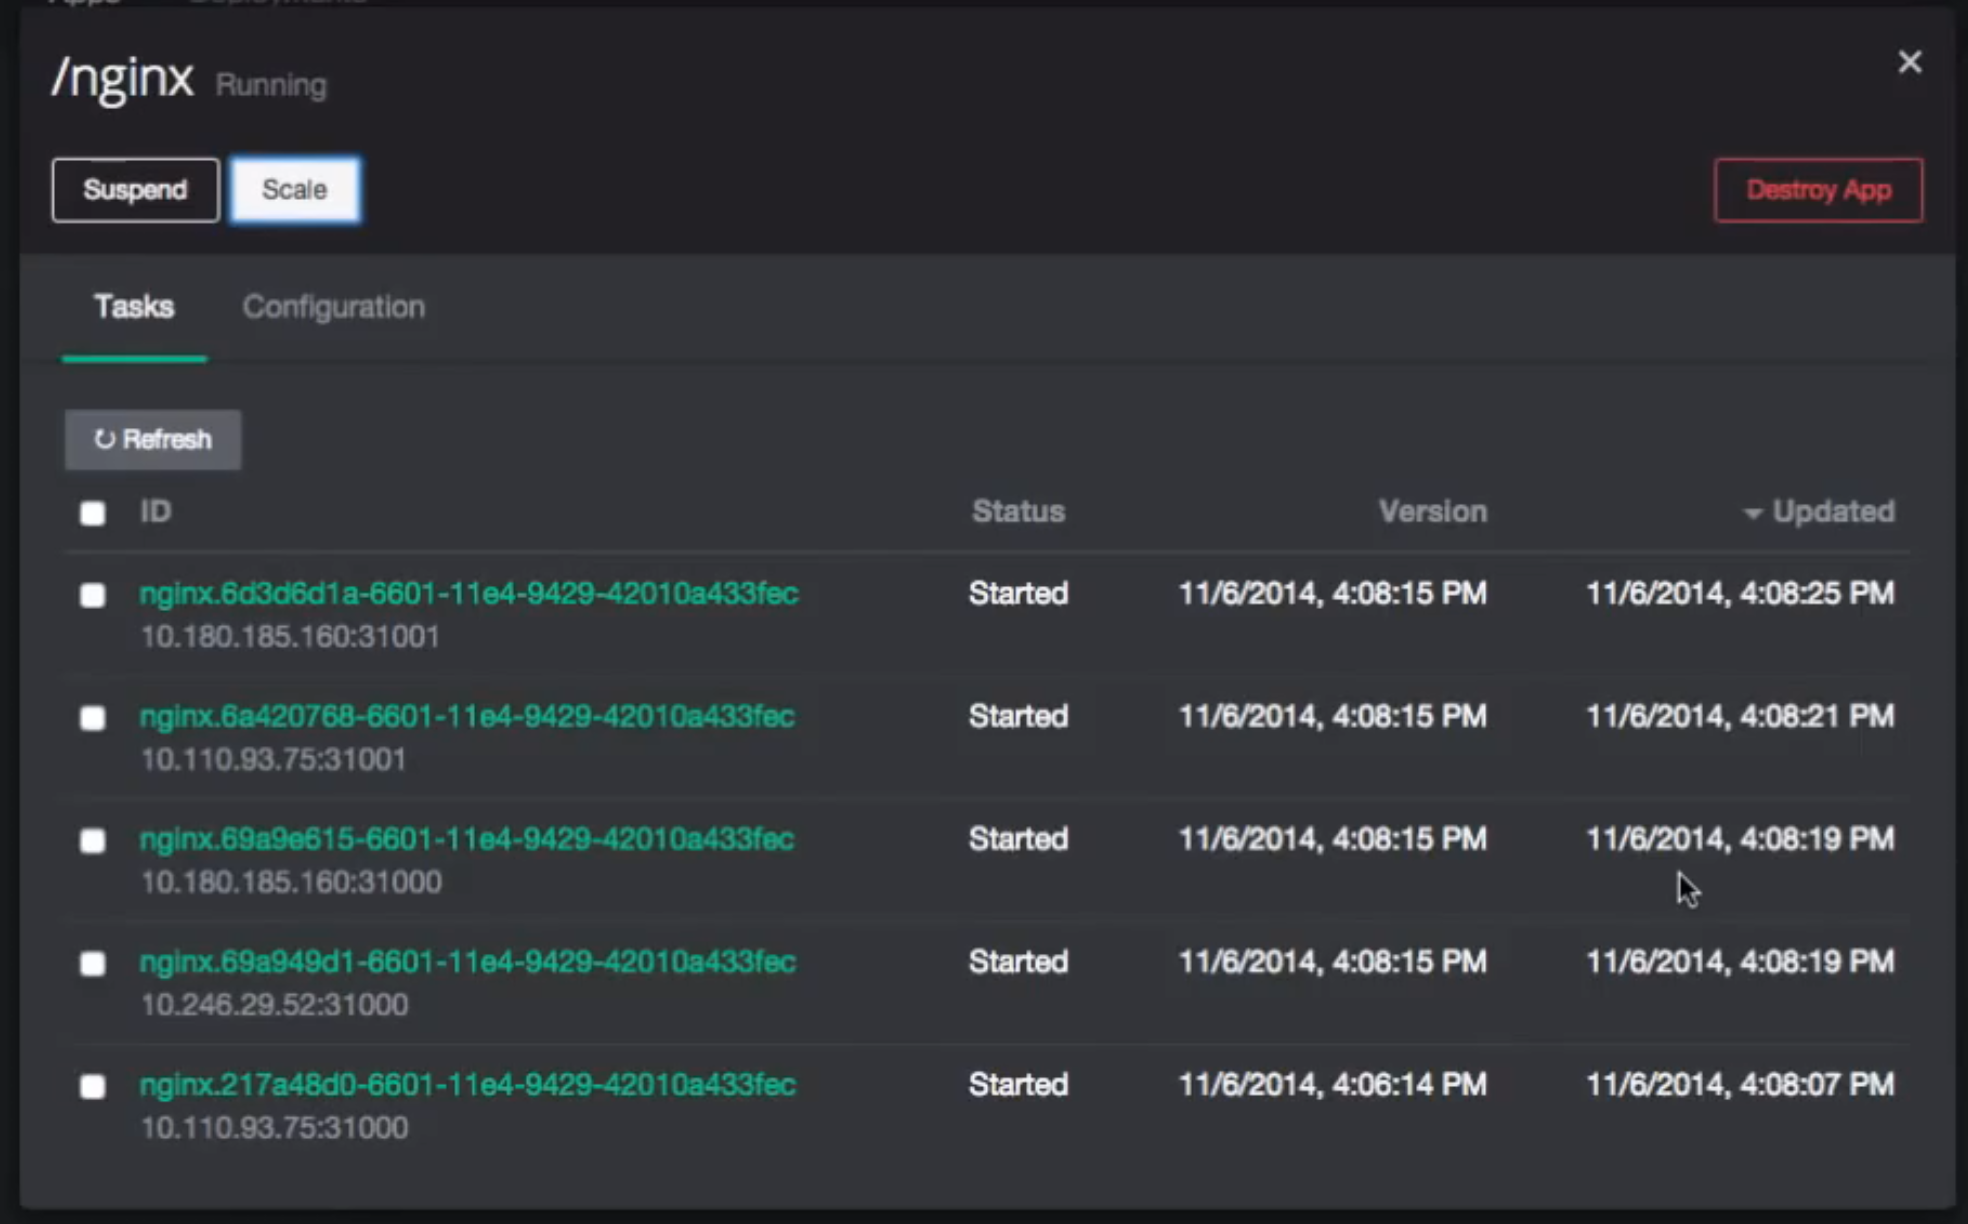 /nginx Running
×
Suspend Scale Destroy App
Tasks Configuration
Refresh
ID Status Version Updated
nginx.6d3d6d1a-6601-11e4-9429-42010a433fec Started 11/6/2014, 4:08:15 PM 11/6/2014, 4:08:25 PM
10.180.185.160:31001
nginx.6a420768-6601-11e4-9429-42010a433fec Started 11/6/2014, 4:08:15 PM 11/6/2014, 4:08:21 PM
10.110.93.75:31001
nginx.69a9e615-6601-11e4-9429-42010a433fec Started 11/6/2014, 4:08:15 PM 11/6/2014, 4:08:19 PM
10.180.185.160:31000
nginx.69a949d1-6601-11e4-9429-42010a433fec Started 11/6/2014, 4:08:15 PM 11/6/2014, 4:08:19 PM
10.246.29.52:31000
nginx.217a48d0-6601-11e4-9429-42010a433fec Started 11/6/2014, 4:06:14 PM 11/6/2014, 4:08:07 PM
10.110.93.75:31000